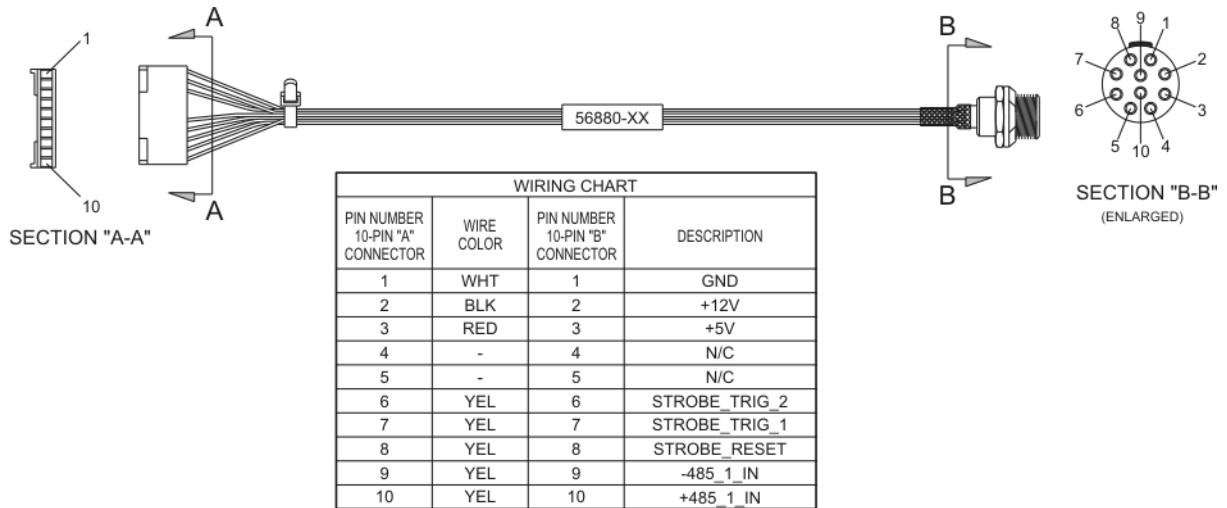 A
A
1
10
SECTION "A-A"
56880-XX
B
B
8
9
1
7
2
6
3
5
10
4
SECTION "B-B"
(ENLARGED)
WIRING CHART
PIN NUMBER 10-PIN "A" CONNECTOR WIRE COLOR PIN NUMBER 10-PIN "B" CONNECTOR DESCRIPTION
1 WHT 1 GND
2 BLK 2 +12V
3 RED 3 +5V
4 - 4 N/C
5 - 5 N/C
6 YEL 6 STROBE_TRIG_2
7 YEL 7 STROBE_TRIG_1
8 YEL 8 STROBE_RESET
9 YEL 9 -485_1_IN
10 YEL 10 +485_1_IN